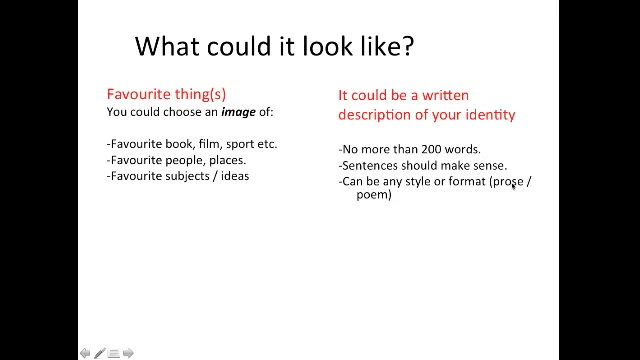 What could it look like?
Favourite thing(s)
You could choose an image of:
-Favourite book, film, sport etc.
-Favourite people, places.
-Favourite subjects / ideas
It could be a written
description of your identity
-No more than 200 words.
-Sentences should make sense.
-Can be any style or format (prose /
poem)